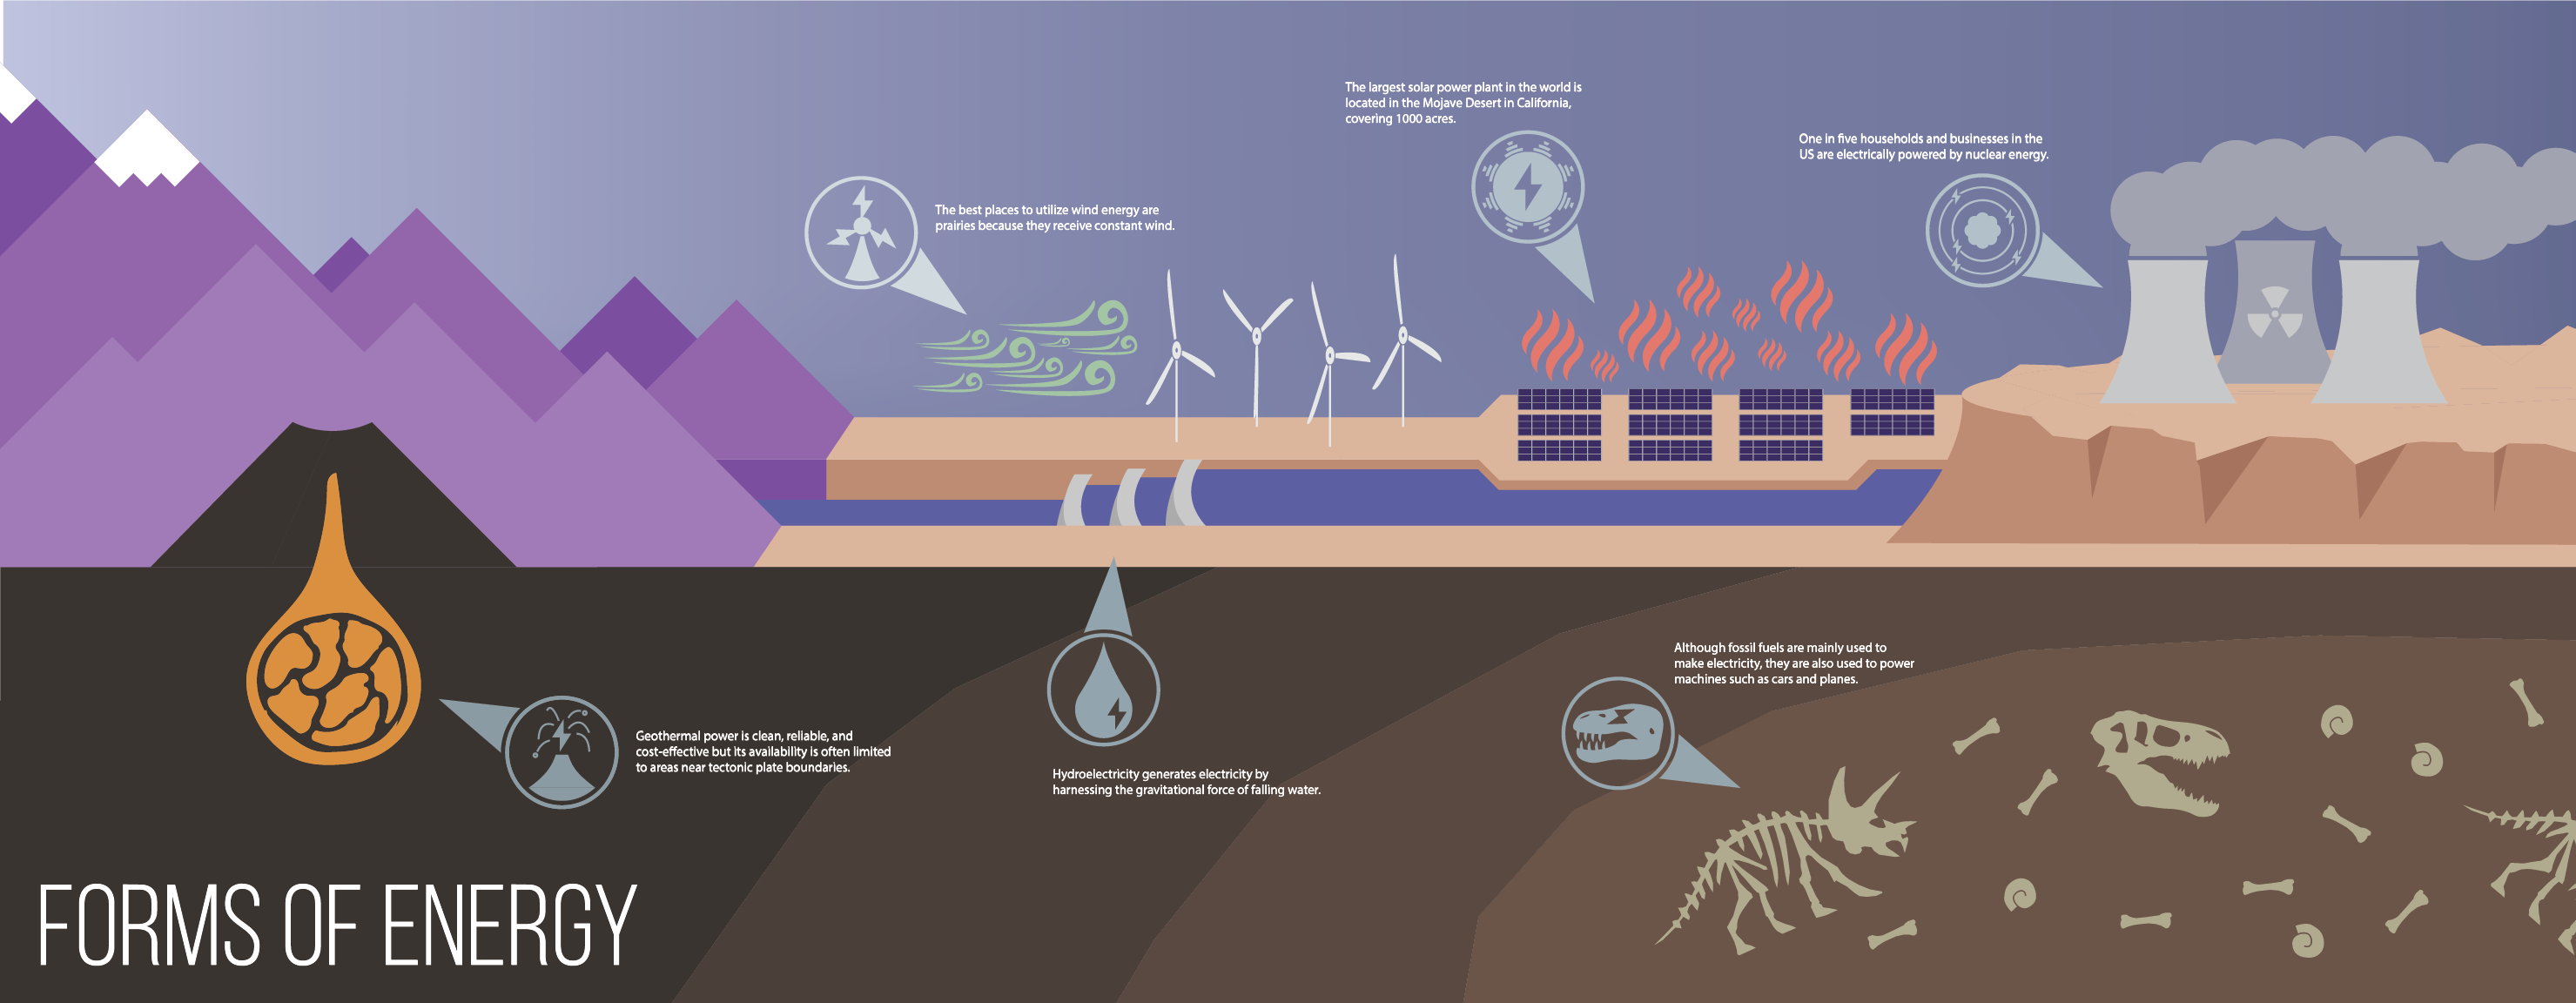 The largest solar power plant in the world is
located in the Mojave Desert in California,
covering 1000 acres.
One in five households and businesses in the
US are electrically powered by nuclear energy.
The best places to utilize wind energy are
prairies because they receive constant wind.
Although fossil fuels are mainly used to
make electricity, they are also used to power
machines such as cars and planes.
Geothermal power is clean, reliable, and
cost-effective but its availability is often limited
to areas near tectonic plate boundaries.
Hydroelectricity generates electricity by
harnessing the gravitational force of falling water.
FORMS OF ENERGY